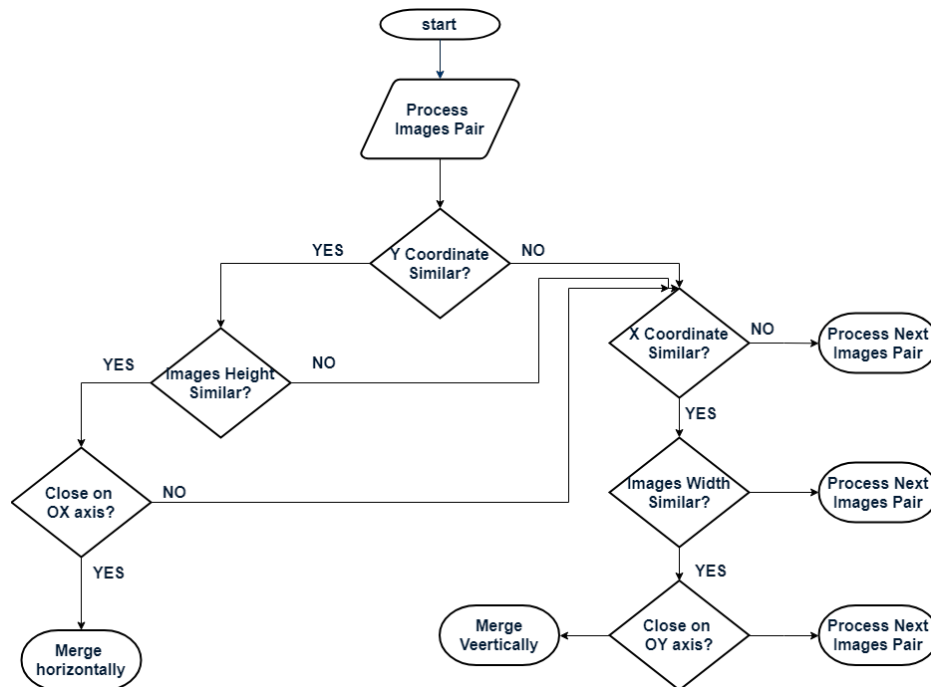 start
Process
Images Pair
YES
Y Coordinate
Similar?
NO
X Coordinate
Similar?
NO
Process Next
Images Pair
YES
Images Height
Similar?
NO
YES
Close on
OX axis?
NO
Images Width
Similar?
Process Next
Images Pair
YES
YES
Merge
horizontally
Merge
Veertically
Close on
OY axis?
Process Next
Images Pair